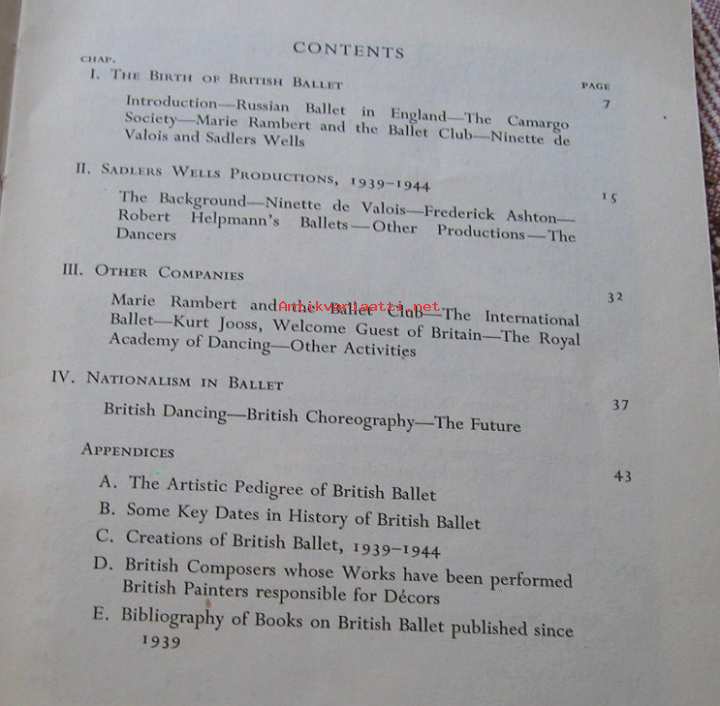 CONTENTS
CHAP.
PAGE
I. The Birth of British Ballet 7
Introduction—Russian Ballet in England—The Camargo
Society—Marie Rambert and the Ballet Club—Ninette de
Valois and Sadlers Wells
II. Sadlers Wells Productions, 1939–1944 15
The Background—Ninette de Valois—Frederick Ashton—
Robert Helpmann's Ballets—Other Productions—The
Dancers
III. Other Companies 32
Marie Rambert and the Ballet Club—The International
Ballet—Kurt Jooss, Welcome Guest of Britain—The Royal
Academy of Dancing—Other Activities
Antikvariaatti.net
IV. Nationalism in Ballet 37
British Dancing—British Choreography—The Future
Appendices 43
A. The Artistic Pedigree of British Ballet
B. Some Key Dates in History of British Ballet
C. Creations of British Ballet, 1939–1944
D. British Composers whose Works have been performed
British Painters responsible for Décors
E. Bibliography of Books on British Ballet published since
1939